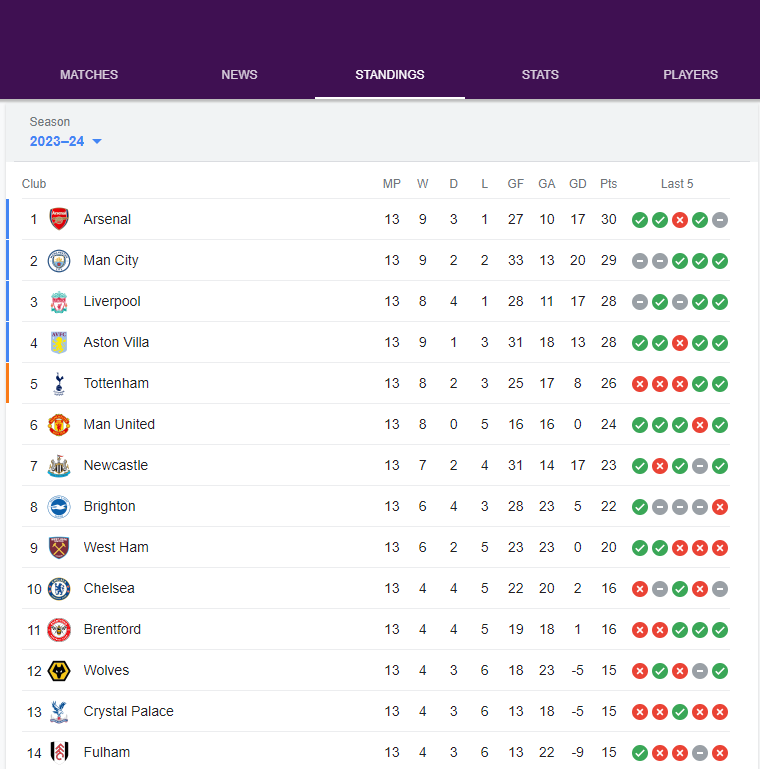 MATCHES NEWS STANDINGS STATS PLAYERS
Season
2023–24
Club MP W D L GF GA GD Pts Last 5
1 Arsenal 13 9 3 1 27 10 17 30
2 Man City 13 9 2 2 33 13 20 29
3 Liverpool 13 8 4 1 28 11 17 28
4 Aston Villa 13 9 1 3 31 18 13 28
5 Tottenham 13 8 2 3 25 17 8 26
6 Man United 13 8 0 5 16 16 0 24
7 Newcastle 13 7 2 4 31 14 17 23
8 Brighton 13 6 4 3 28 23 5 22
9 West Ham 13 6 2 5 23 23 0 20
10 Chelsea 13 4 4 5 22 20 2 16
11 Brentford 13 4 4 5 19 18 1 16
12 Wolves 13 4 3 6 18 23 -5 15
13 Crystal Palace 13 4 3 6 13 18 -5 15
14 Fulham 13 4 3 6 13 22 -9 15